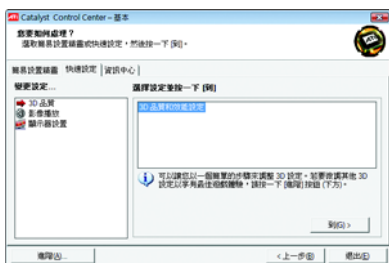 Catalyst Control Center – 基本
您要如何處理？
選取簡易設置精靈或快速設定，然後按一下 [到]。
簡易設置精靈
快速設定
資訊中心
變更設定...
3D 品質
影像播放
顯示器設置
選擇設定並按一下 [到]
3D 品質和效能設定
可以讓您以一個簡單的步驟來調整 3D 設定。若要微調其他 3D
設定以享有最佳遊戲體驗，請按一下 [進階] 按鈕 (下方)。
到(G) >
進階(A)...
< 上一步(B)
退出(E)